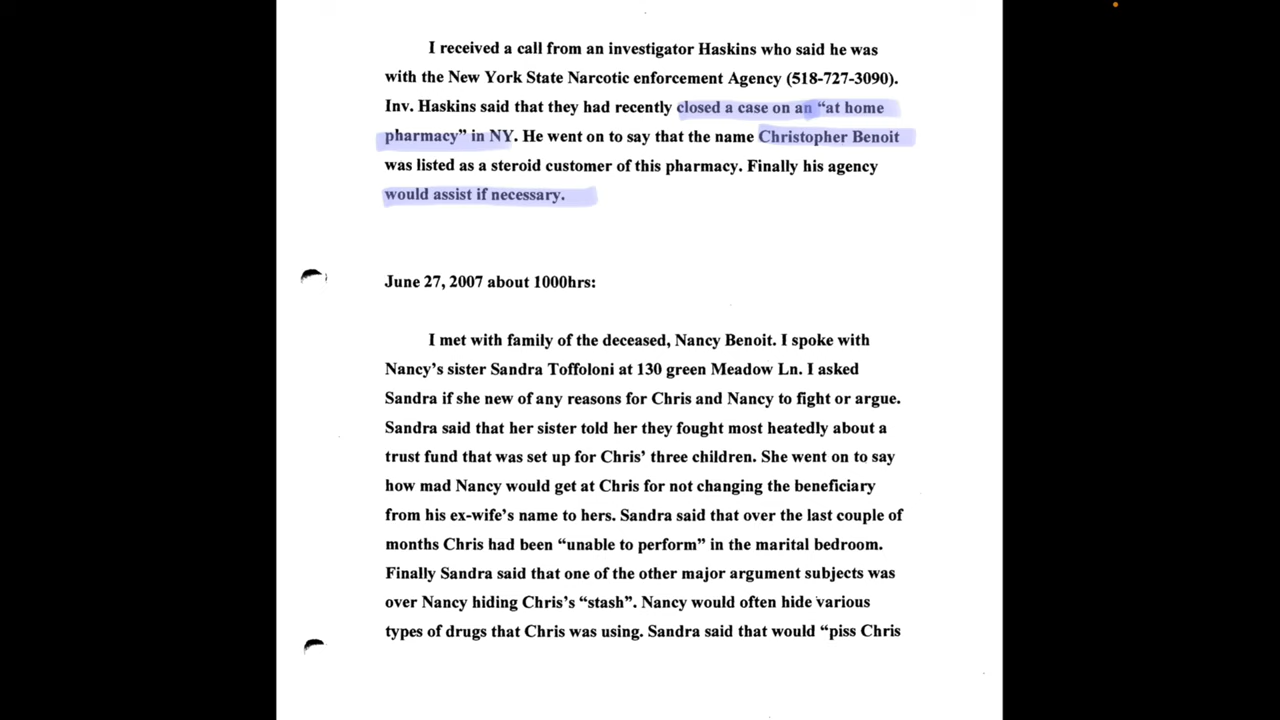 I received a call from an investigator Haskins who said he was
with the New York State Narcotic enforcement Agency (518-727-3090).
Inv. Haskins said that they had recently closed a case on an “at home
pharmacy” in NY. He went on to say that the name Christopher Benoit
was listed as a steroid customer of this pharmacy. Finally his agency
would assist if necessary.
June 27, 2007 about 1000hrs:
I met with family of the deceased, Nancy Benoit. I spoke with
Nancy’s sister Sandra Toffoloni at 130 green Meadow Ln. I asked
Sandra if she new of any reasons for Chris and Nancy to fight or argue.
Sandra said that her sister told her they fought most heatedly about a
trust fund that was set up for Chris’ three children. She went on to say
how mad Nancy would get at Chris for not changing the beneficiary
from his ex-wife’s name to hers. Sandra said that over the last couple of
months Chris had been “unable to perform” in the marital bedroom.
Finally Sandra said that one of the other major argument subjects was
over Nancy hiding Chris’s “stash”. Nancy would often hide various
types of drugs that Chris was using. Sandra said that would “piss Chris